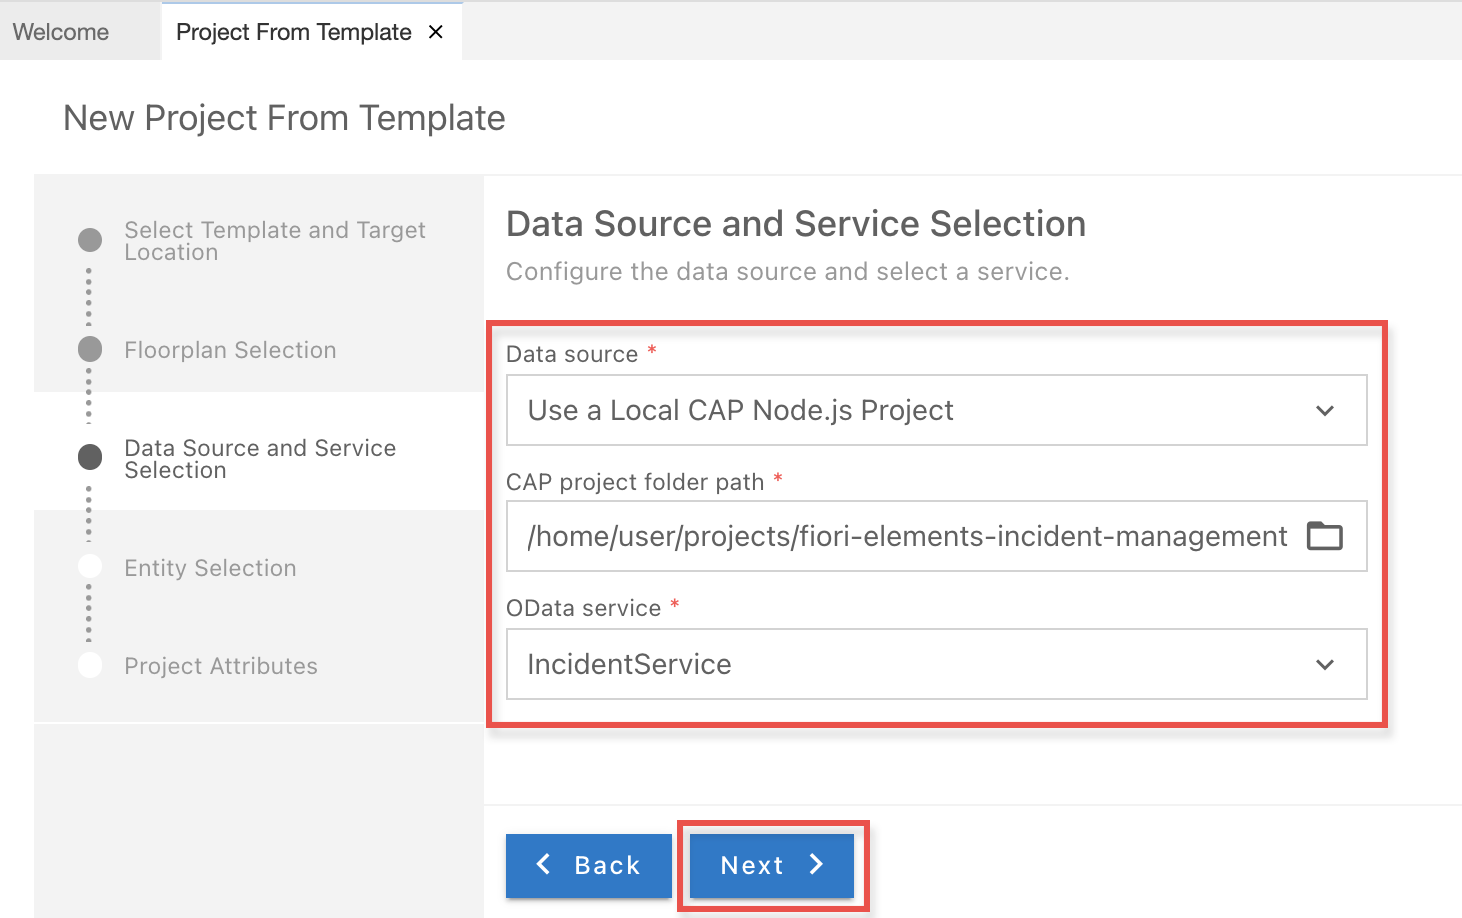 Welcome
Project From Template
New Project From Template
Select Template and Target
Location
Floorplan Selection
Data Source and Service
Selection
Entity Selection
Project Attributes
Data Source and Service Selection
Configure the data source and select a service.
Data source *
Use a Local CAP Node.js Project
CAP project folder path *
/home/user/projects/fiori-elements-incident-management
OData service *
IncidentService
Back
Next